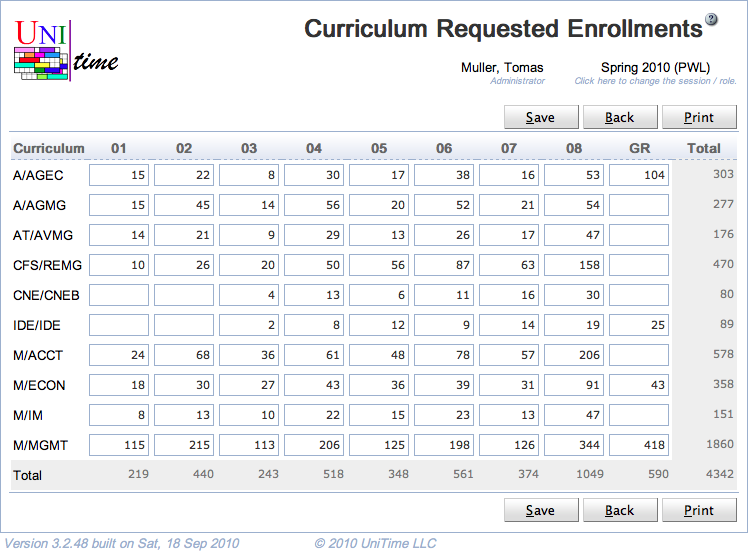 UNI
time
Curriculum Requested Enrollments ?
Muller, Tomas Spring 2010 (PWL)
Administrator Click here to change the session / role.
Save Back Print
Curriculum 01 02 03 04 05 06 07 08 GR Total
A/AGEC 15 22 8 30 17 38 16 53 104 303
A/AGMG 15 45 14 56 20 52 21 54 277
AT/AVMG 14 21 9 29 13 26 17 47 176
CFS/REMG 10 26 20 50 56 87 63 158 470
CNE/CNEB 4 13 6 11 16 30 80
IDE/IDE 2 8 12 9 14 19 25 89
M/ACCT 24 68 36 61 48 78 57 206 578
M/ECON 18 30 27 43 36 39 31 91 43 358
M/IM 8 13 10 22 15 23 13 47 151
M/MGMT 115 215 113 206 125 198 126 344 418 1860
Total 219 440 243 518 348 561 374 1049 590 4342
Save Back Print
Version 3.2.48 built on Sat, 18 Sep 2010 © 2010 UniTime LLC